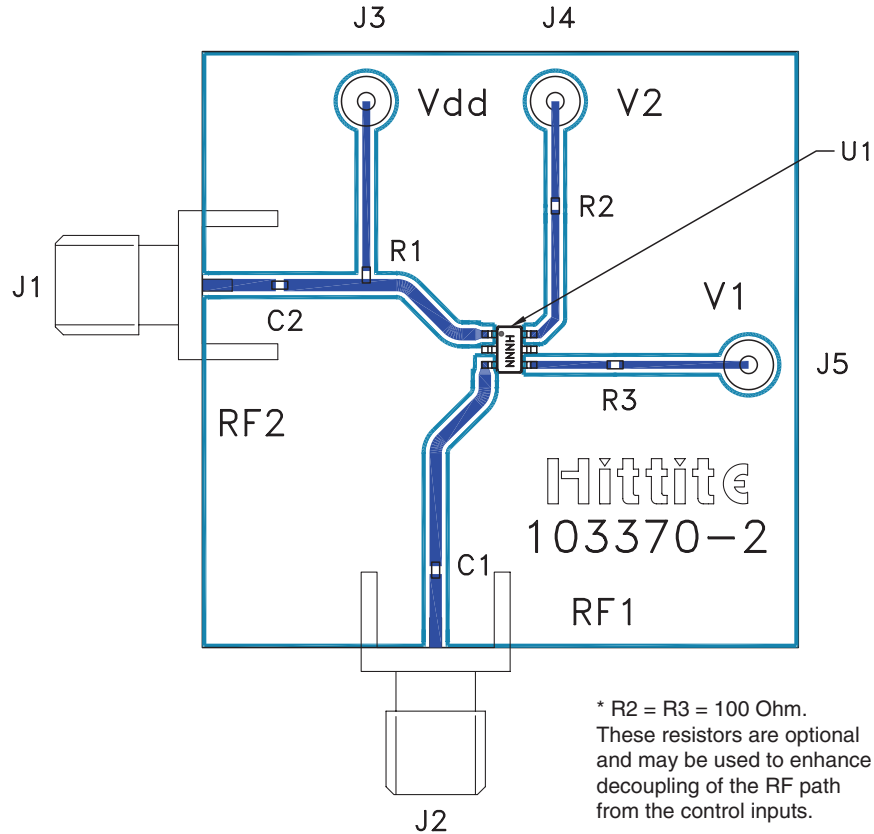 J3
J4
Vdd
V2
U1
R2
R1
J1
C2
V1
HNNN
J5
R3
RF2
Hittite
103370-2
C1
RF1
* R2 = R3 = 100 Ohm.
These resistors are optional
and may be used to enhance
decoupling of the RF path
from the control inputs.
J2